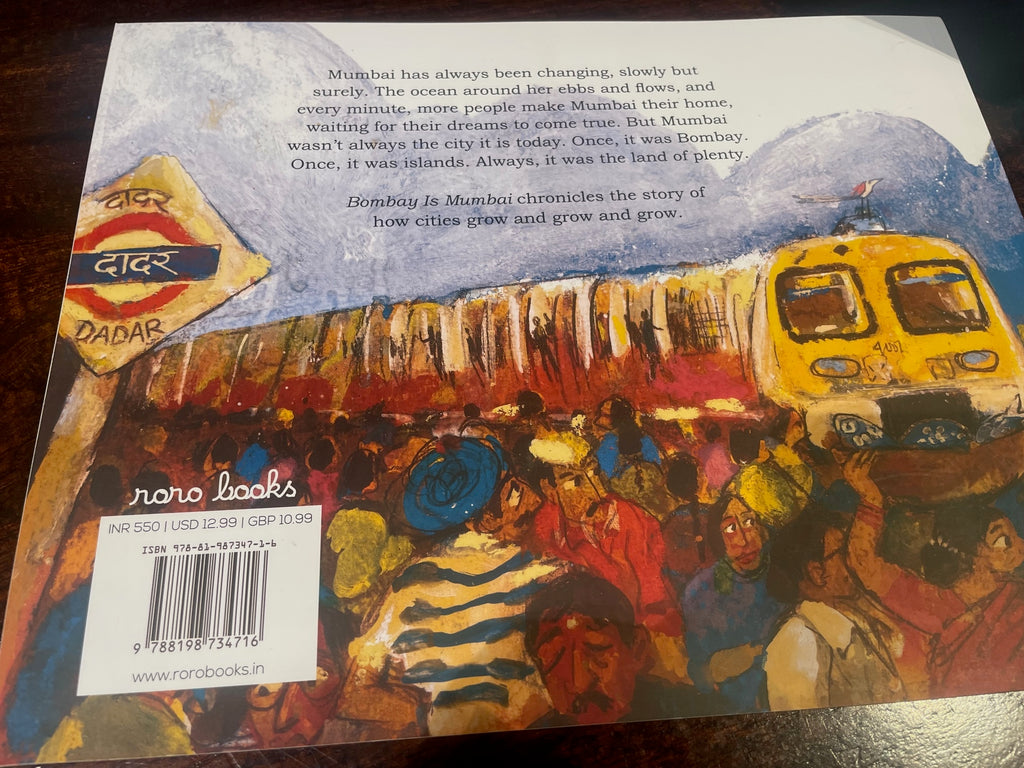 Mumbai has always been changing, slowly but
surely. The ocean around her ebbs and flows, and
every minute, more people make Mumbai their home,
waiting for their dreams to come true. But Mumbai
wasn't always the city it is today. Once, it was Bombay.
Once, it was islands. Always, it was the land of plenty.
Bombay Is Mumbai chronicles the story of
how cities grow and grow and grow.
दादर
दादर
DADAR
roro books
INR 550 | USD 12.99 | GBP 10.99
ISBN 978-81-987347-1-6
9 788198 734716
www.rorobooks.in